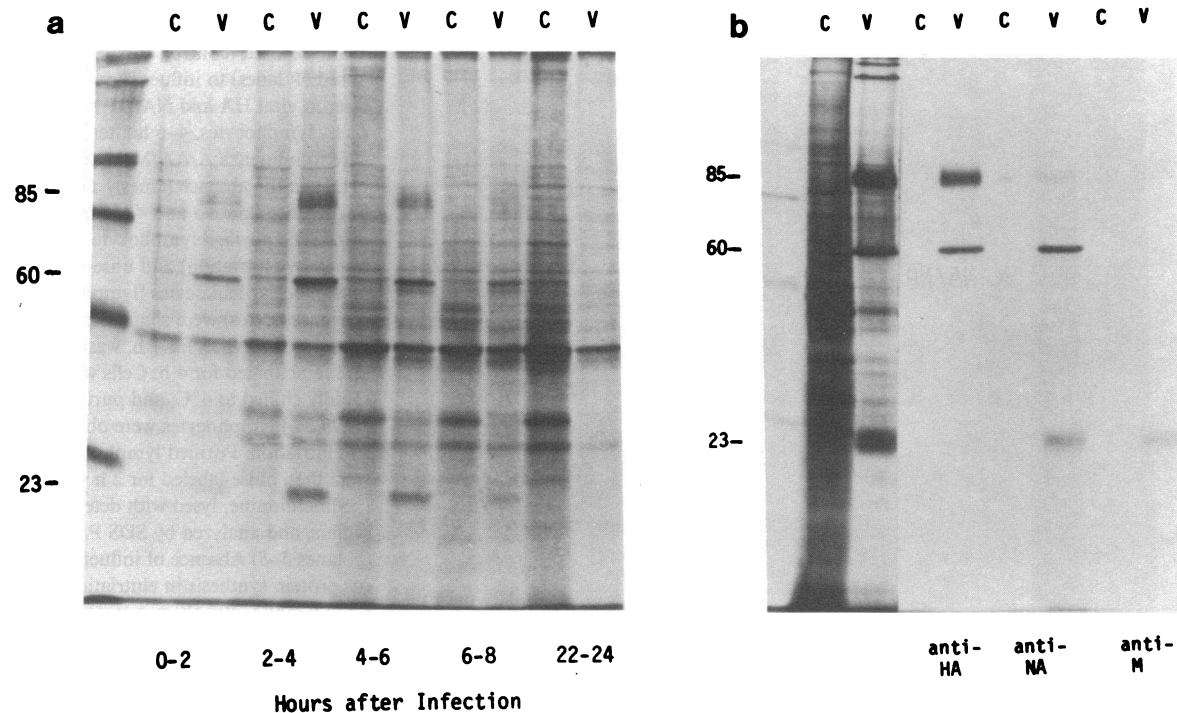 a C V C V C V C V C V
85
60
23
0-2 2-4 4-6 6-8 22-24
Hours after Infection
b C V C V C V C V
85
60
23
anti-HA anti-NA anti-M